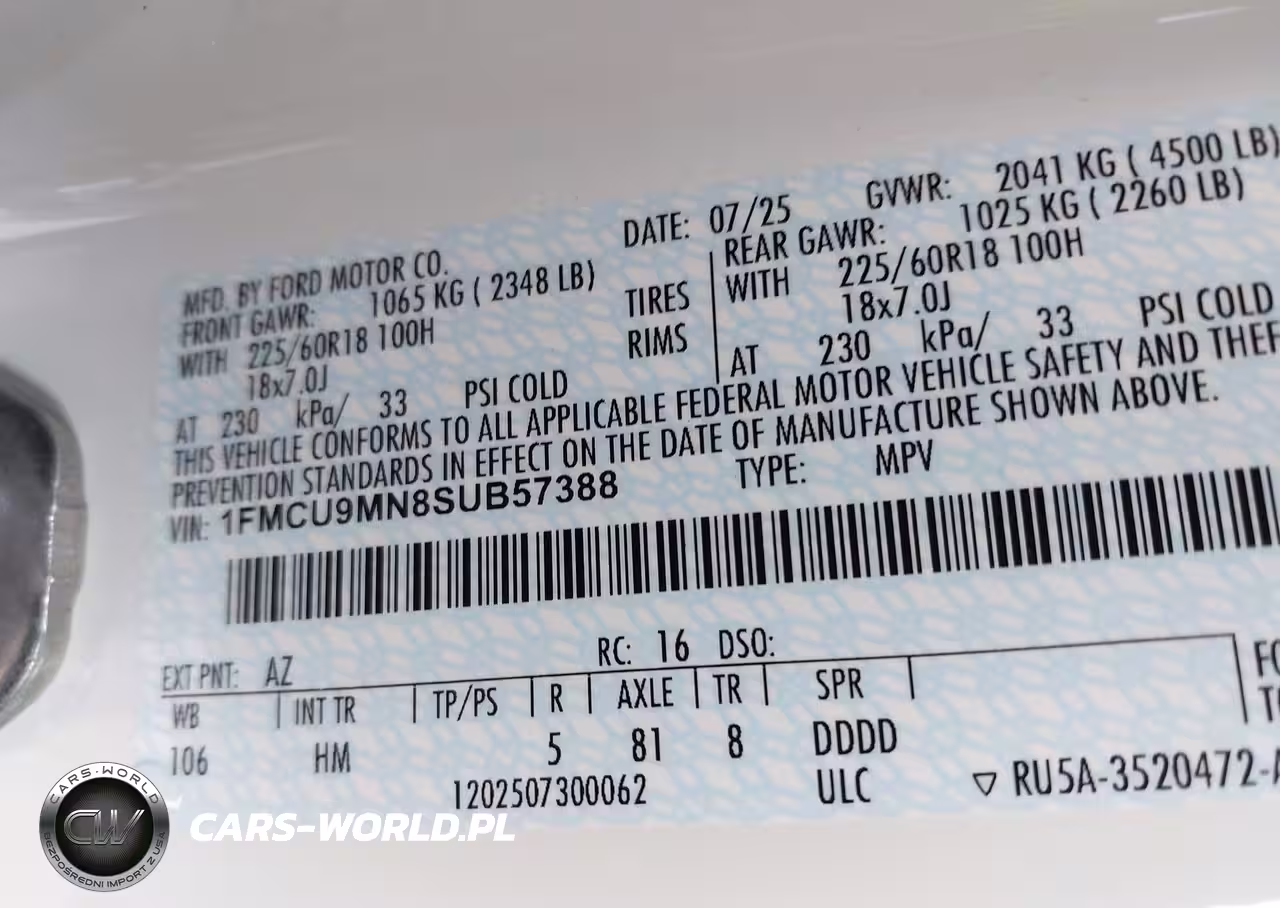 DATE: 07/25 GVWR: 2041 KG ( 4500 LB)
MFD. BY FORD MOTOR CO.
FRONT GAWR: 1065 KG ( 2348 LB) TIRES REAR GAWR: 1025 KG ( 2260 LB)
WITH 225/60R18 100H RIMS WITH 225/60R18 100H
18x7.0J 18x7.0J
AT 230 kPa/ 33 PSI COLD AT 230 kPa/ 33 PSI COLD
THIS VEHICLE CONFORMS TO ALL APPLICABLE FEDERAL MOTOR VEHICLE SAFETY AND THEF
PREVENTION STANDARDS IN EFFECT ON THE DATE OF MANUFACTURE SHOWN ABOVE.
VIN: 1FMCU9MN8SUB57388 TYPE: MPV
EXT PNT: AZ RC: 16 DSO:
WB INT TR TP/PS R AXLE TR SPR
106 HM 5 81 8 DDDD
1202507300062 ULC ▽ RU5A-3520472-A
FO
TI
CARS-WORLD
CW
BEZPOŚREDNI IMPORT Z USA
CARS-WORLD.PL